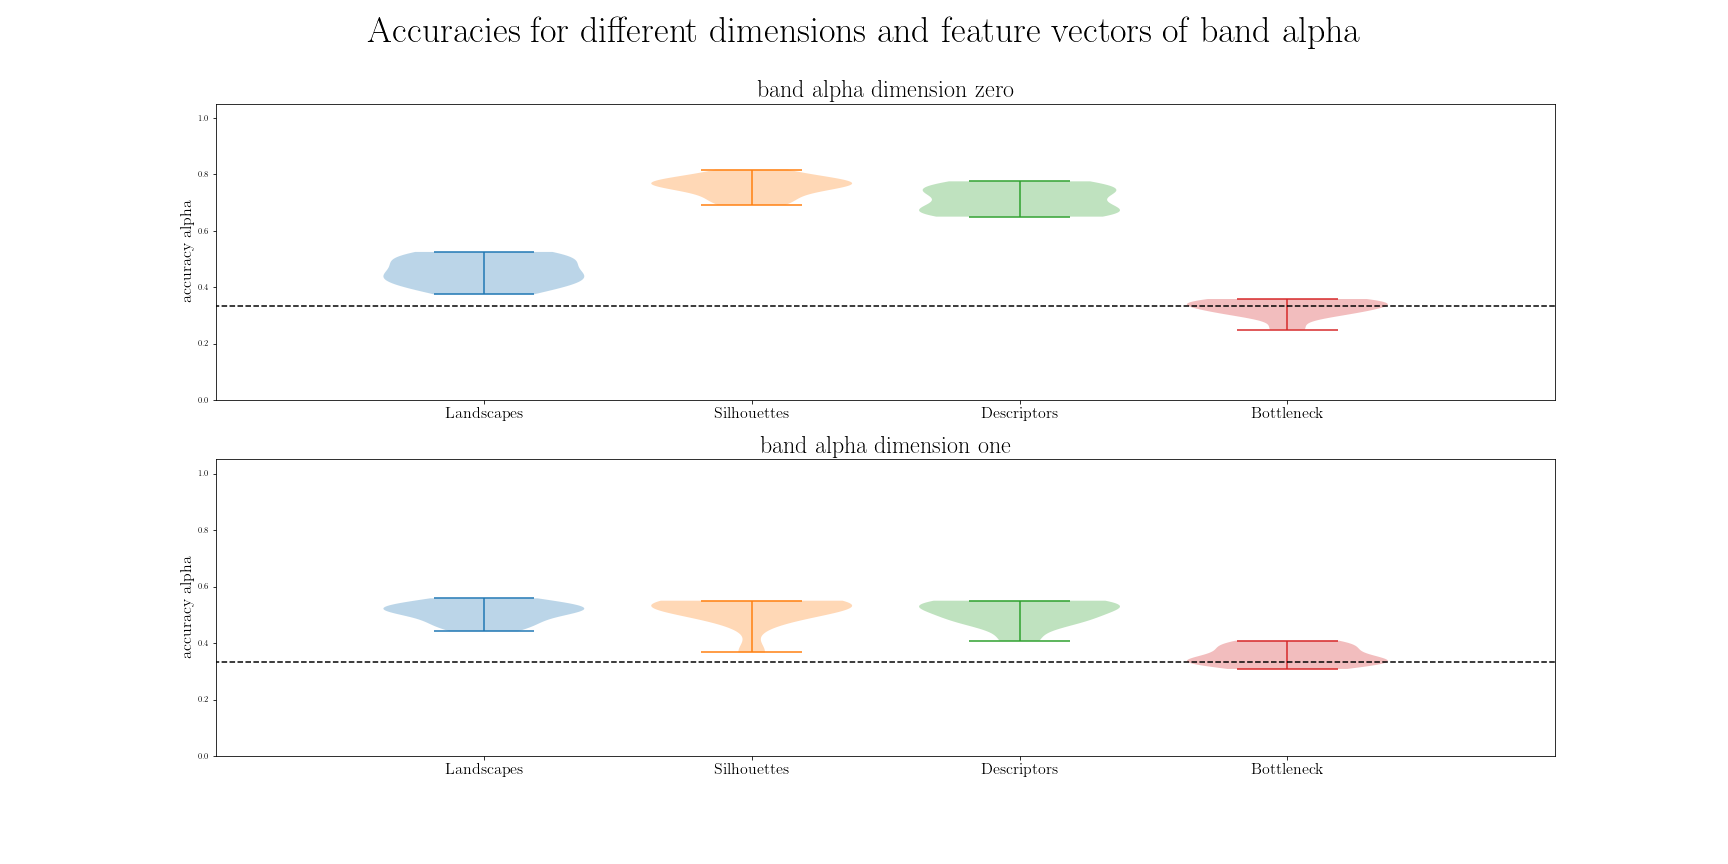 Accuracies for different dimensions and feature vectors of band alpha
band alpha dimension zero
accuracy alpha
1.0
0.8
0.6
0.4
0.2
0.0
Landscapes Silhouettes Descriptors Bottleneck
band alpha dimension one
accuracy alpha
1.0
0.8
0.6
0.4
0.2
0.0
Landscapes Silhouettes Descriptors Bottleneck